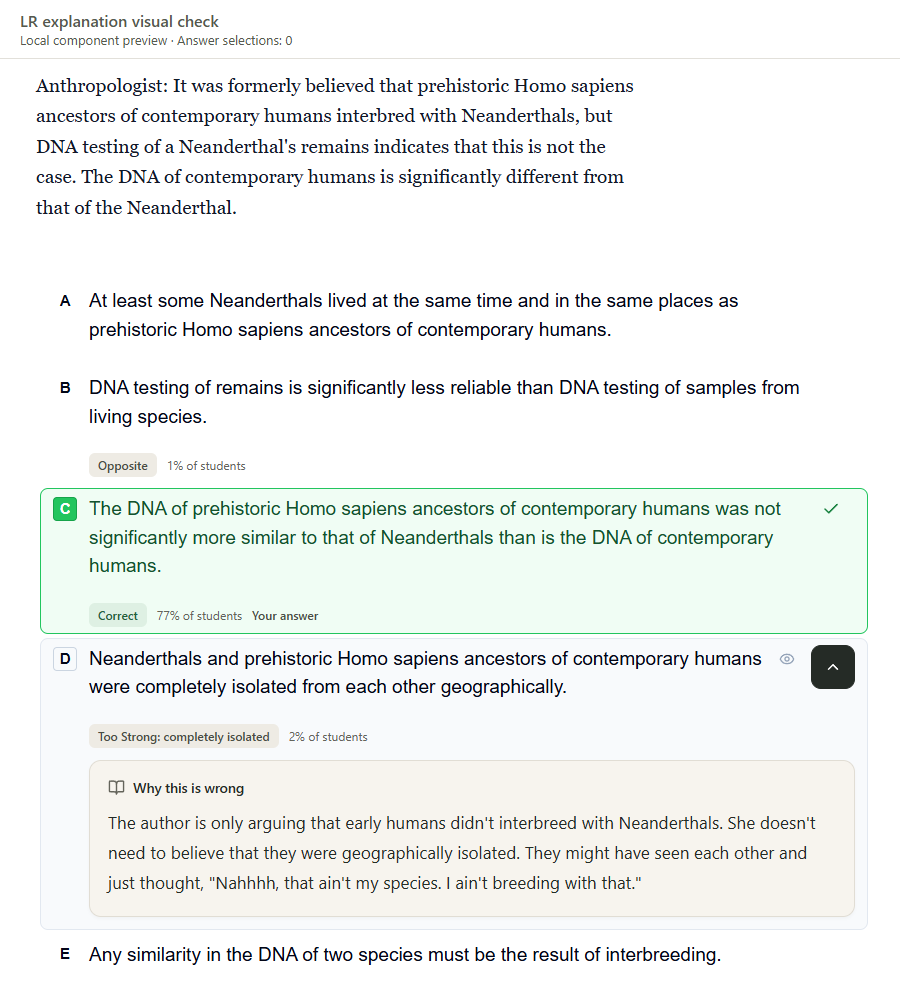 LR explanation visual check
Local component preview · Answer selections: 0
Anthropologist: It was formerly believed that prehistoric Homo sapiens
ancestors of contemporary humans interbred with Neanderthals, but
DNA testing of a Neanderthal's remains indicates that this is not the
case. The DNA of contemporary humans is significantly different from
that of the Neanderthal.
A At least some Neanderthals lived at the same time and in the same places as
prehistoric Homo sapiens ancestors of contemporary humans.
B DNA testing of remains is significantly less reliable than DNA testing of samples from
living species.
Opposite 1% of students
C The DNA of prehistoric Homo sapiens ancestors of contemporary humans was not
significantly more similar to that of Neanderthals than is the DNA of contemporary
humans.
Correct 77% of students Your answer
D Neanderthals and prehistoric Homo sapiens ancestors of contemporary humans
were completely isolated from each other geographically.
Too Strong: completely isolated 2% of students
Why this is wrong
The author is only arguing that early humans didn't interbreed with Neanderthals. She doesn't
need to believe that they were geographically isolated. They might have seen each other and
just thought, "Nahhhh, that ain't my species. I ain't breeding with that."
E Any similarity in the DNA of two species must be the result of interbreeding.